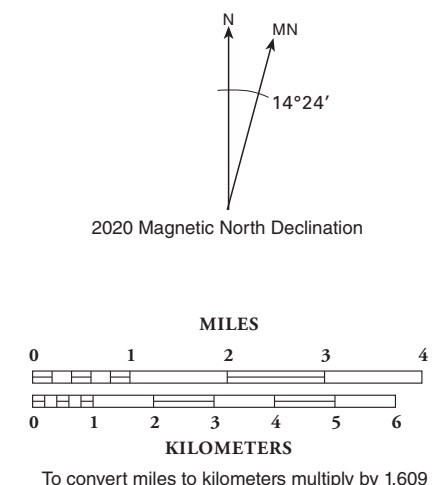 N
MN
14°24′
2020 Magnetic North Declination
MILES
0 1 2 3 4
0 1 2 3 4 5 6
KILOMETERS
To convert miles to kilometers multiply by 1.609